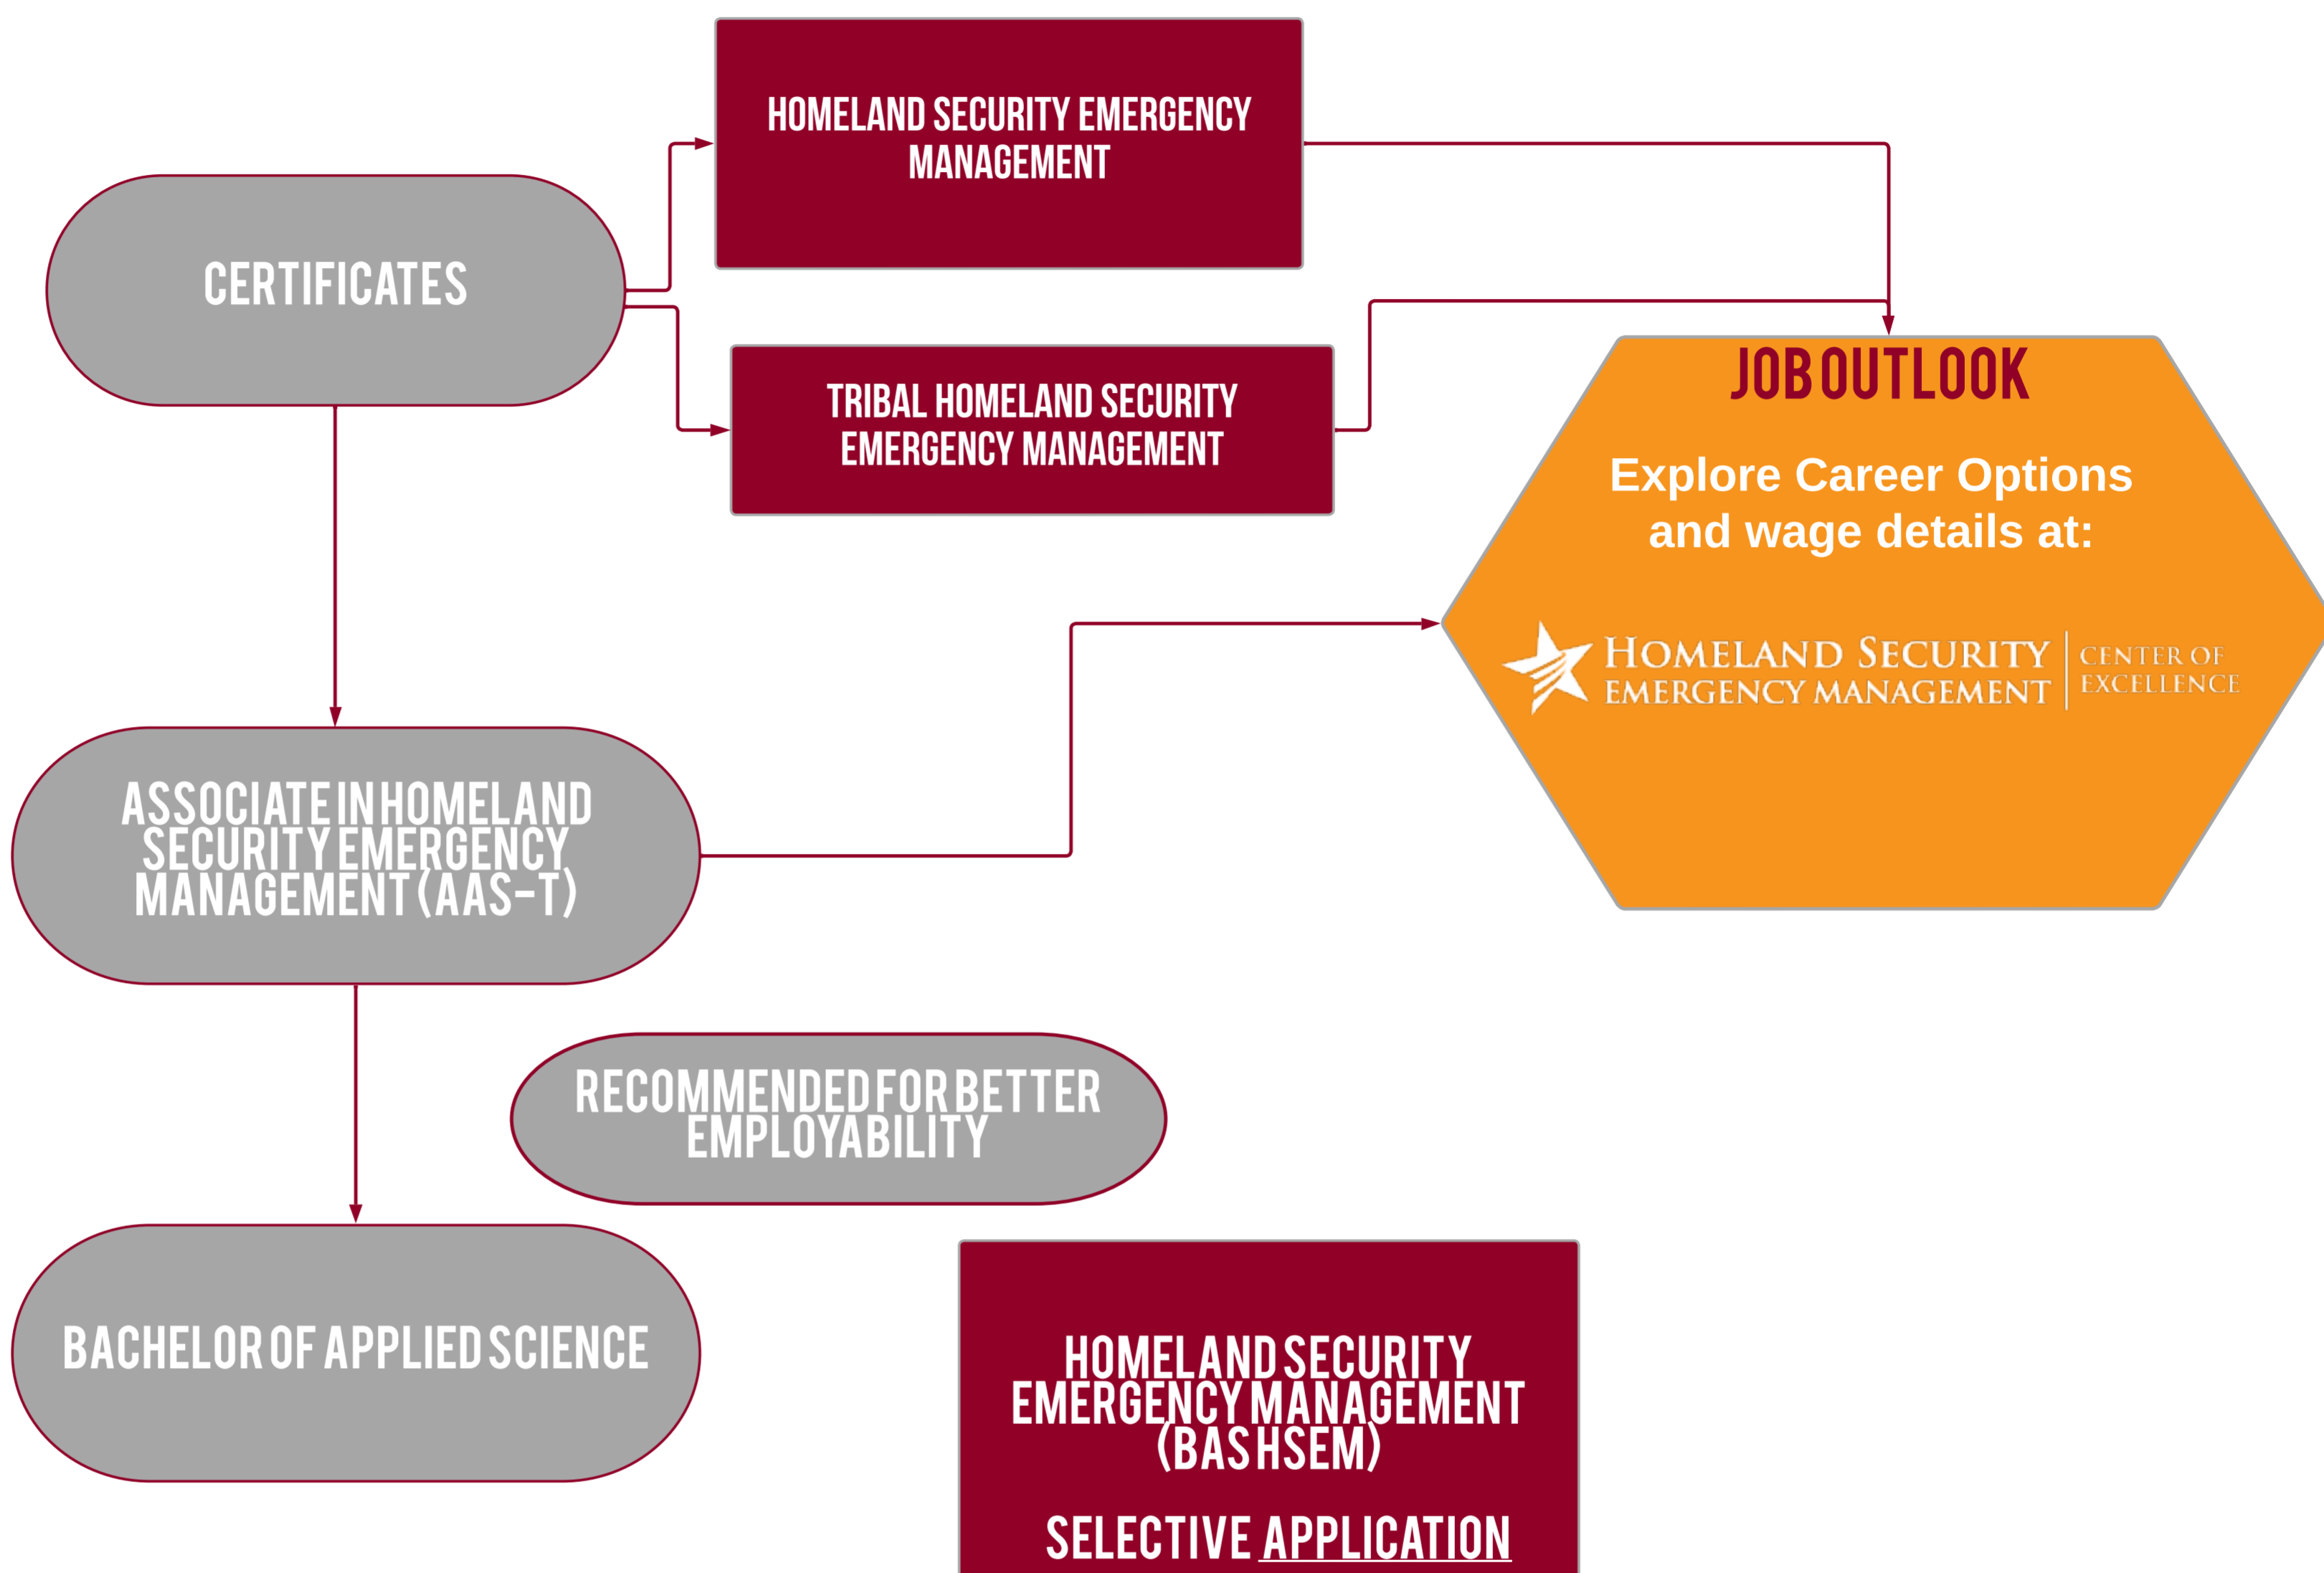 HOMELAND SECURITY EMERGENCY
MANAGEMENT
CERTIFICATES
TRIBAL HOMELAND SECURITY
EMERGENCY MANAGEMENT
JOB OUTLOOK
Explore Career Options
and wage details at:
HOMELAND SECURITY
EMERGENCY MANAGEMENT
CENTER OF
EXCELLENCE
ASSOCIATE IN HOMELAND
SECURITY EMERGENCY
MANAGEMENT (AAS-T)
RECOMMENDED FOR BETTER
EMPLOYABILITY
BACHELOR OF APPLIED SCIENCE
HOMELAND SECURITY
EMERGENCY MANAGEMENT
(BAS HSEM)
SELECTIVE APPLICATION